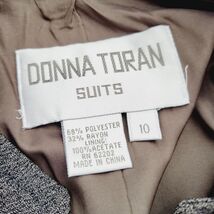 DONNA TORAN
SUITS
68% POLYESTER
32% RAYON
LINING:
100% ACETATE
RN 62202
MADE IN CHINA
10